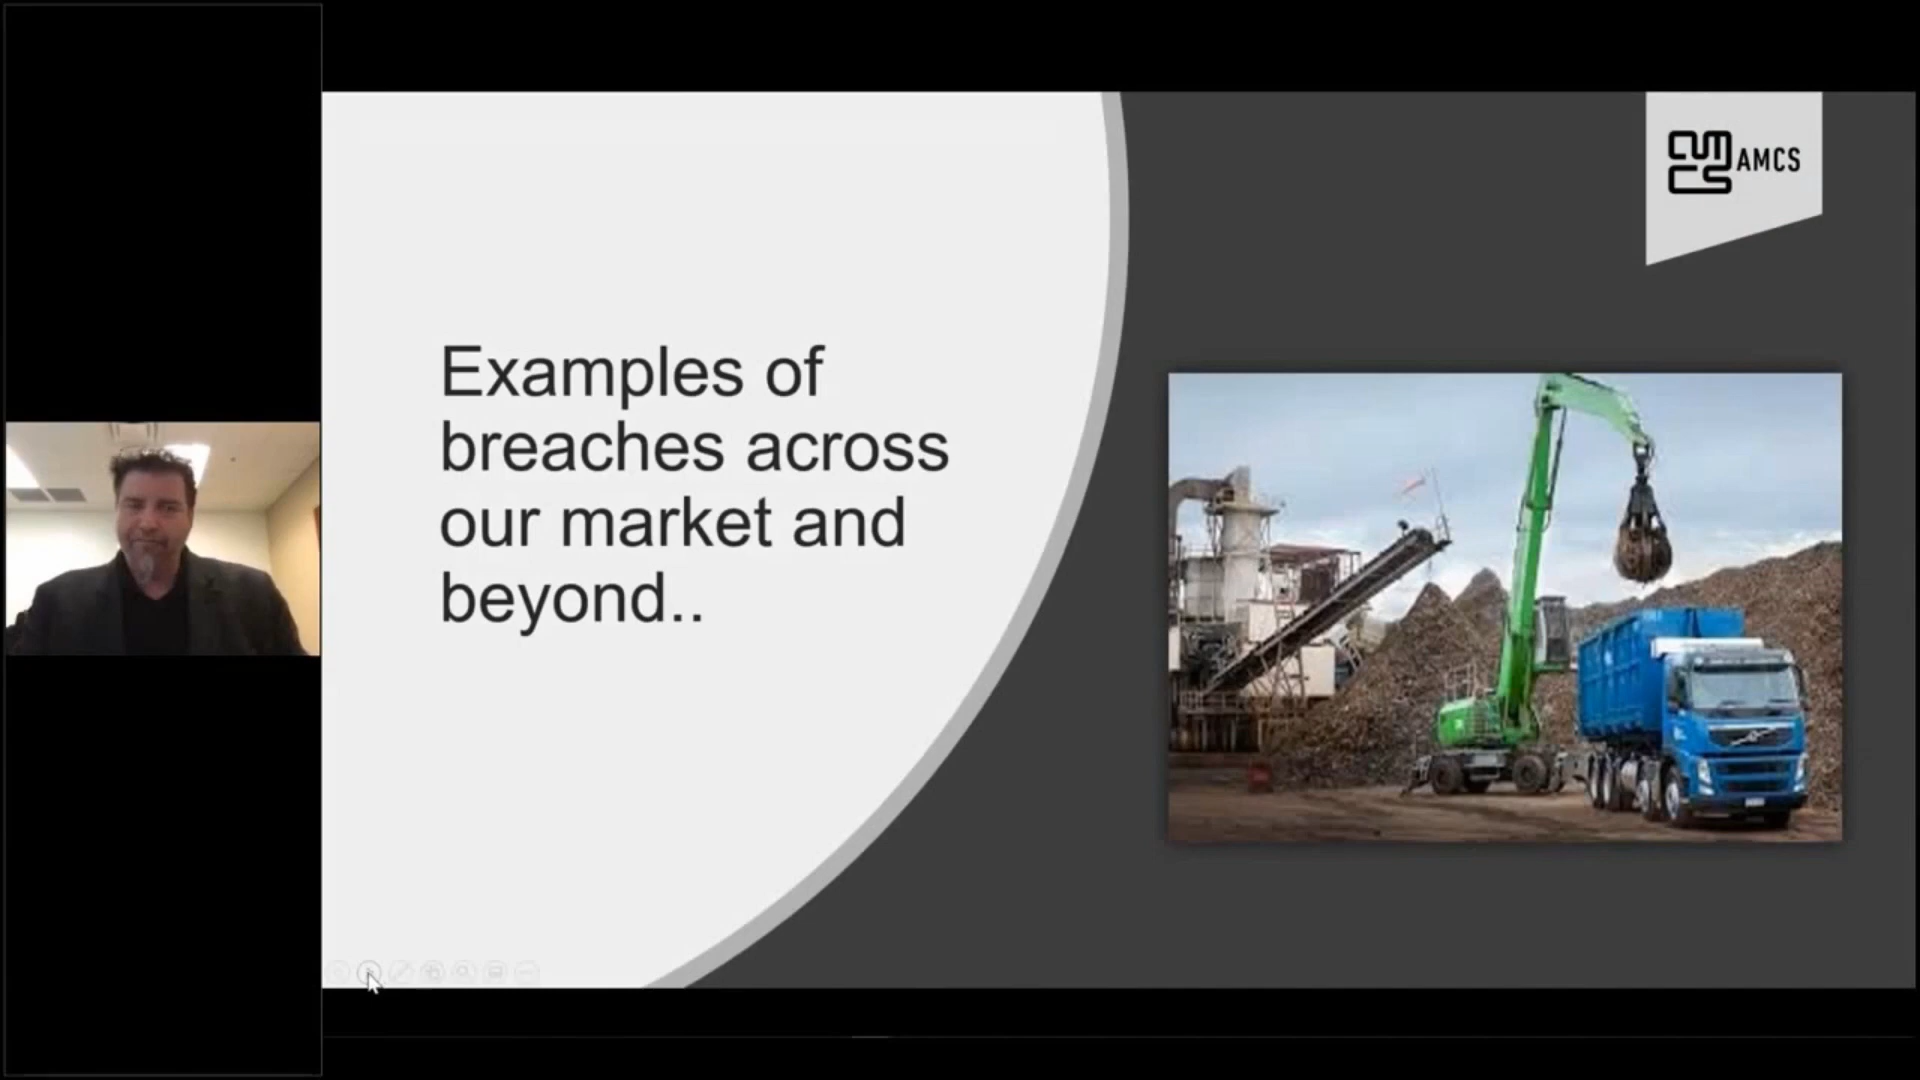 Examples of
breaches across
our market and
beyond..
AMCS